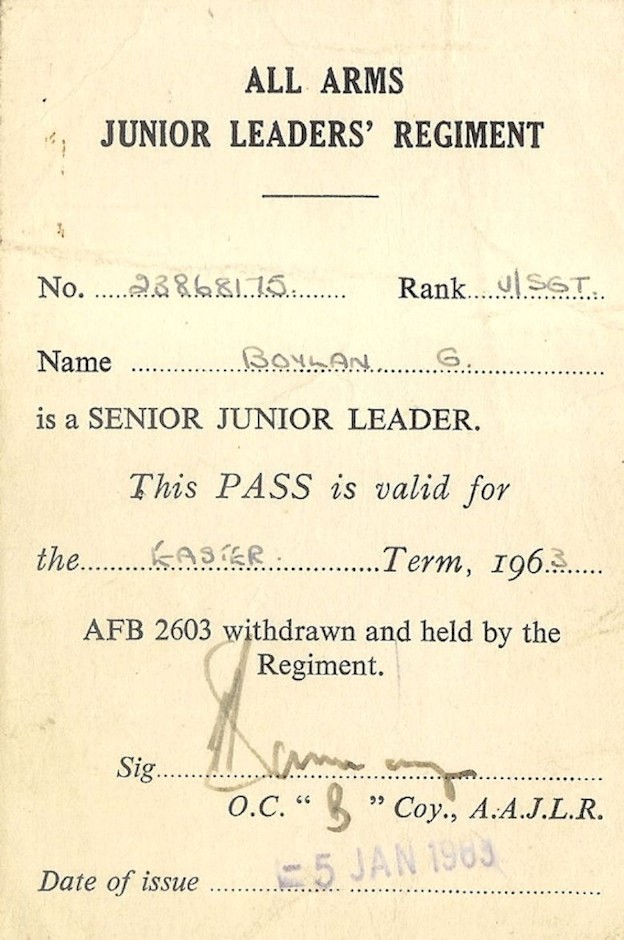 ALL ARMS
JUNIOR LEADERS' REGIMENT
No. 23868175. Rank J/SGT.
Name BOYLAN. G.
is a SENIOR JUNIOR LEADER.
This PASS is valid for
the EASTER. Term, 1963
AFB 2603 withdrawn and held by the
Regiment.
Sig
O.C. “ B ” Coy., A.A.J.L.R.
Date of issue - 5 JAN 1963